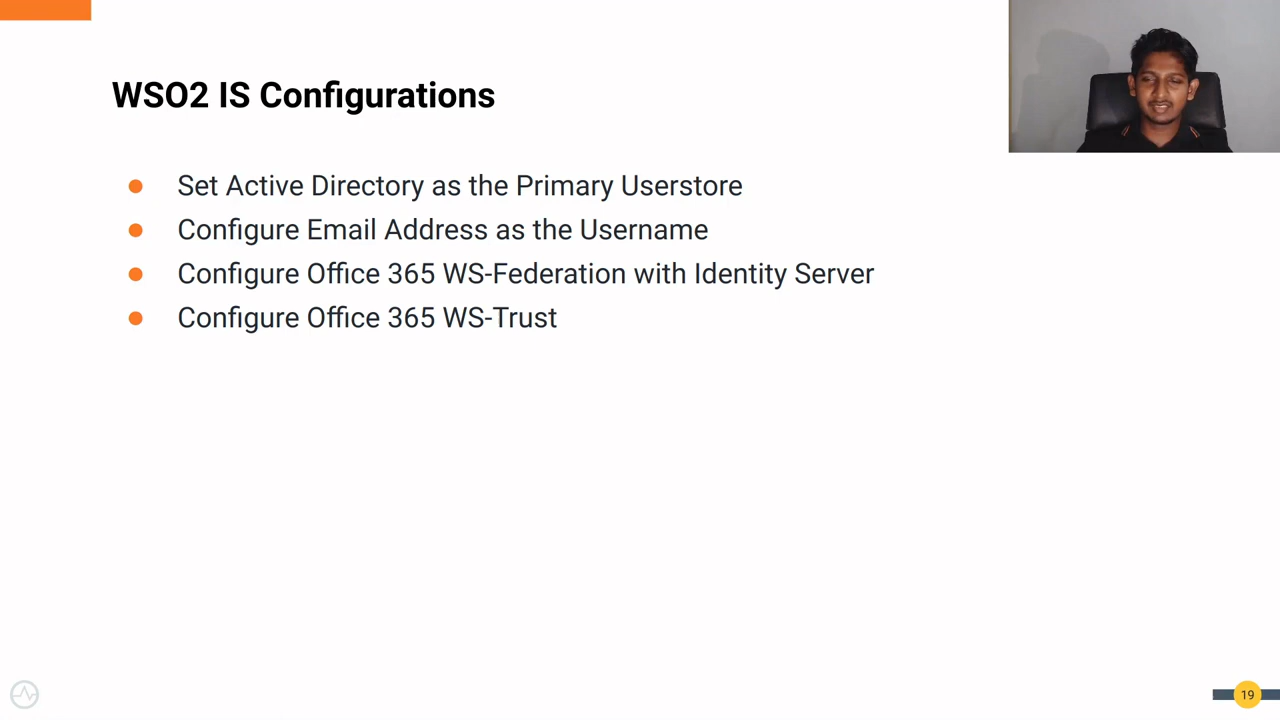 WSO2 IS Configurations
● Set Active Directory as the Primary Userstore
● Configure Email Address as the Username
● Configure Office 365 WS-Federation with Identity Server
● Configure Office 365 WS-Trust
19